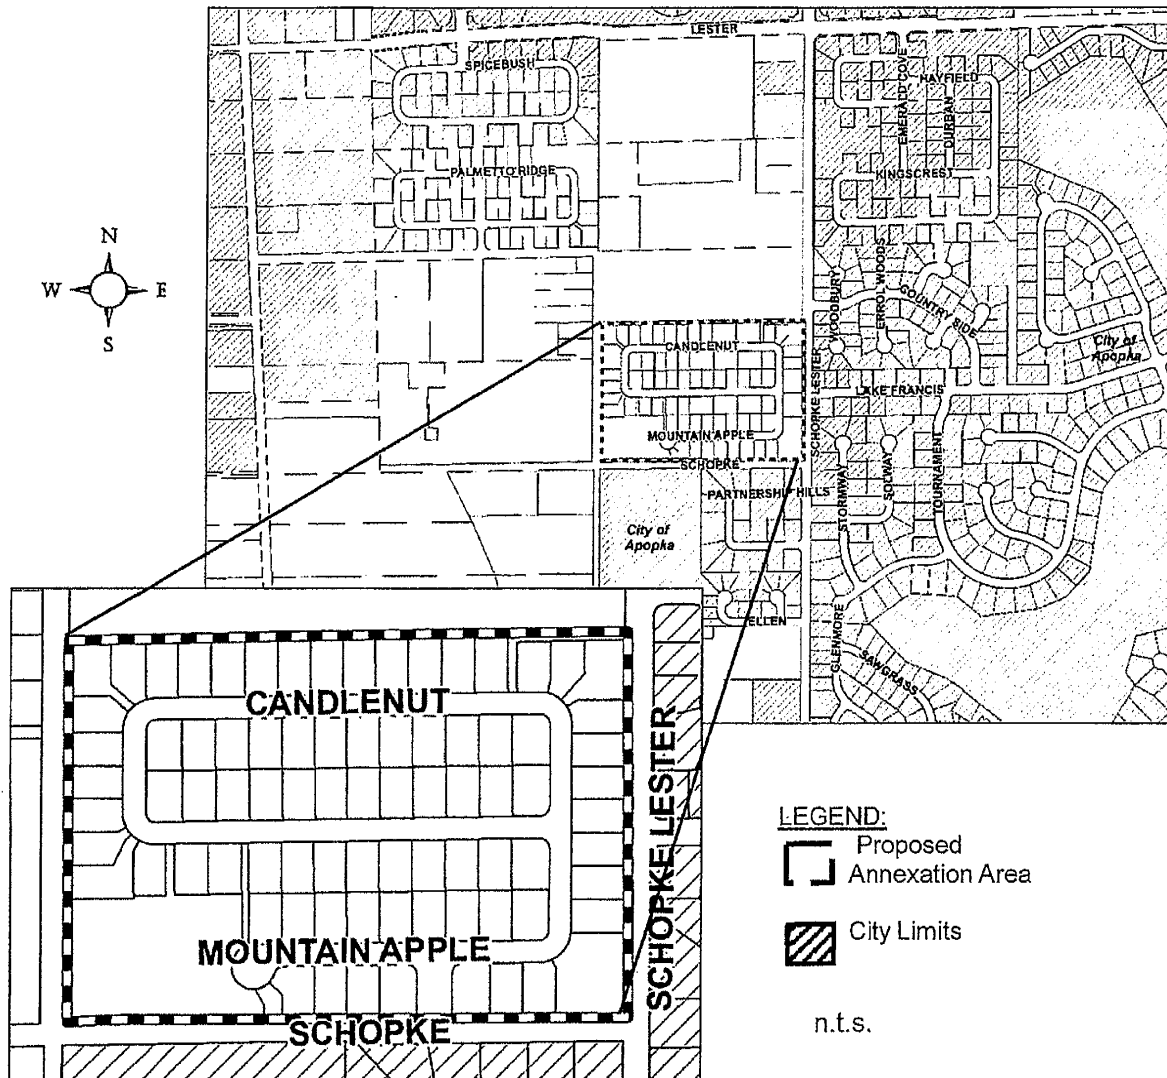 LESTER
SPICEBUSH
EMERALD COVE
HAYFIELD
DURBAN
PALMETTO RIDGE
KINGSCREST
N
W E
S
WOODBURY
ERROL WOODS
COUNTRY SIDE
CANDLENUT
SCHOPKE LESTER
City of
Apopka
LAKE FRANCIS
MOUNTAIN APPLE
SCHOPKE
PARTNERSHIP HILLS
STORMWAY
SOLWAY
TOURNAMENT
City of
Apopka
ELLEN
GLENMORE
SAWGRASS
CANDLENUT
SCHOPKE LESTER
MOUNTAIN APPLE
SCHOPKE
LEGEND:
Proposed
Annexation Area
City Limits
n.t.s.